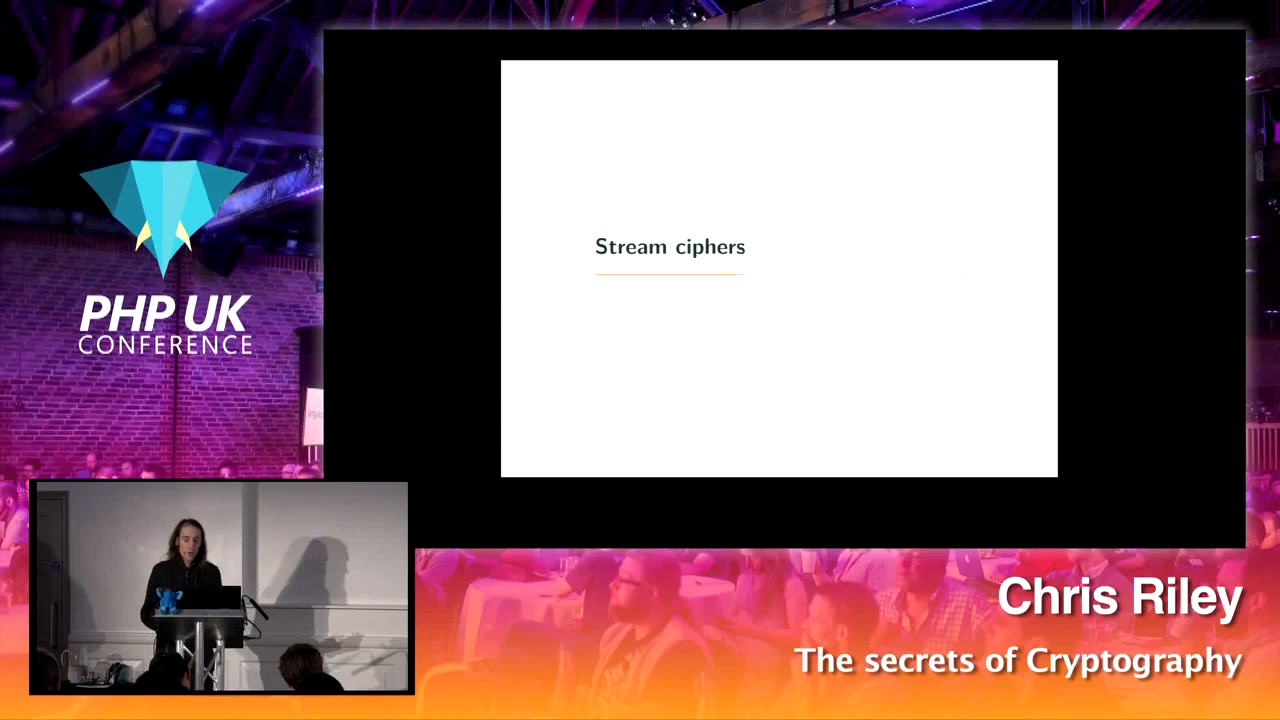 Stream ciphers
PHP UK
CONFERENCE
Chris Riley
The secrets of Cryptography